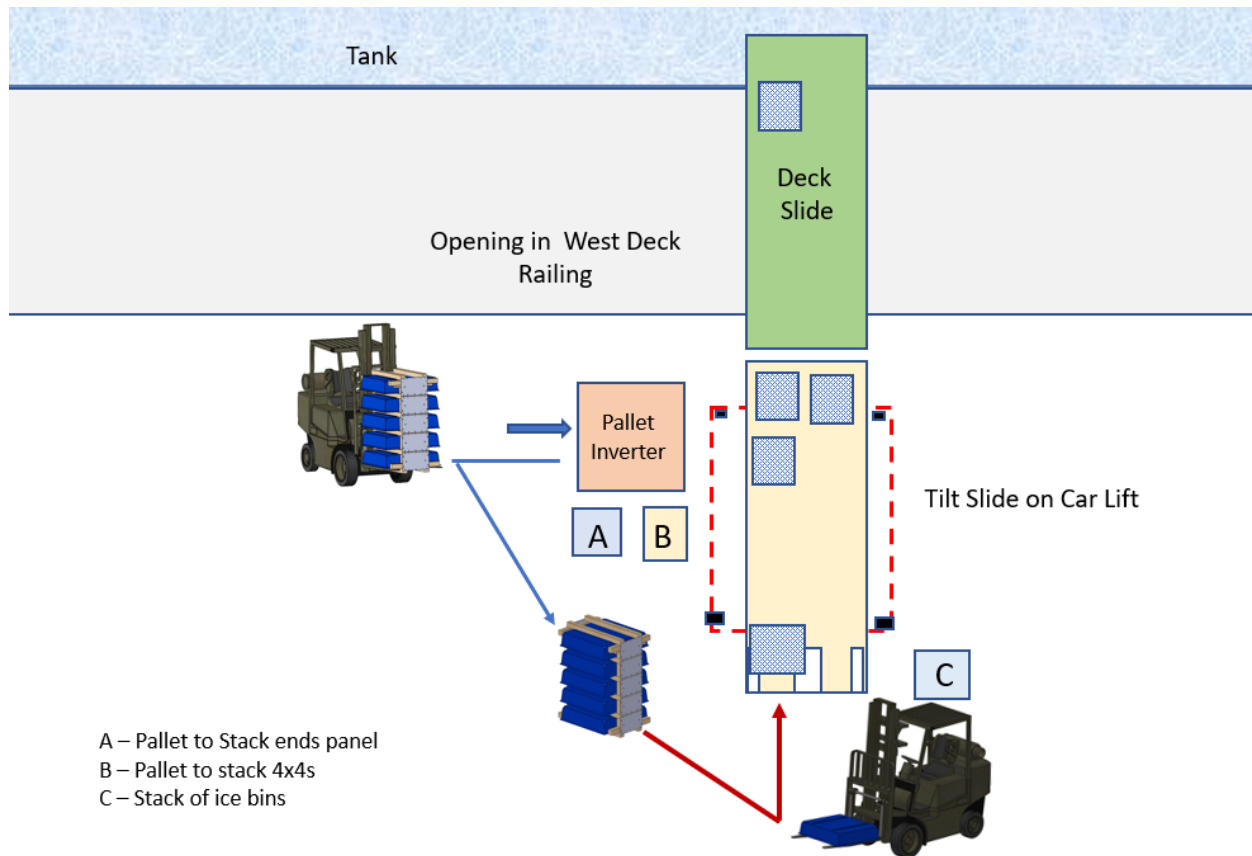 Tank
Deck
Slide
Opening in West Deck
Railing
Pallet
Inverter
Tilt Slide on Car Lift
A
B
C
A – Pallet to Stack ends panel
B – Pallet to stack 4x4s
C – Stack of ice bins